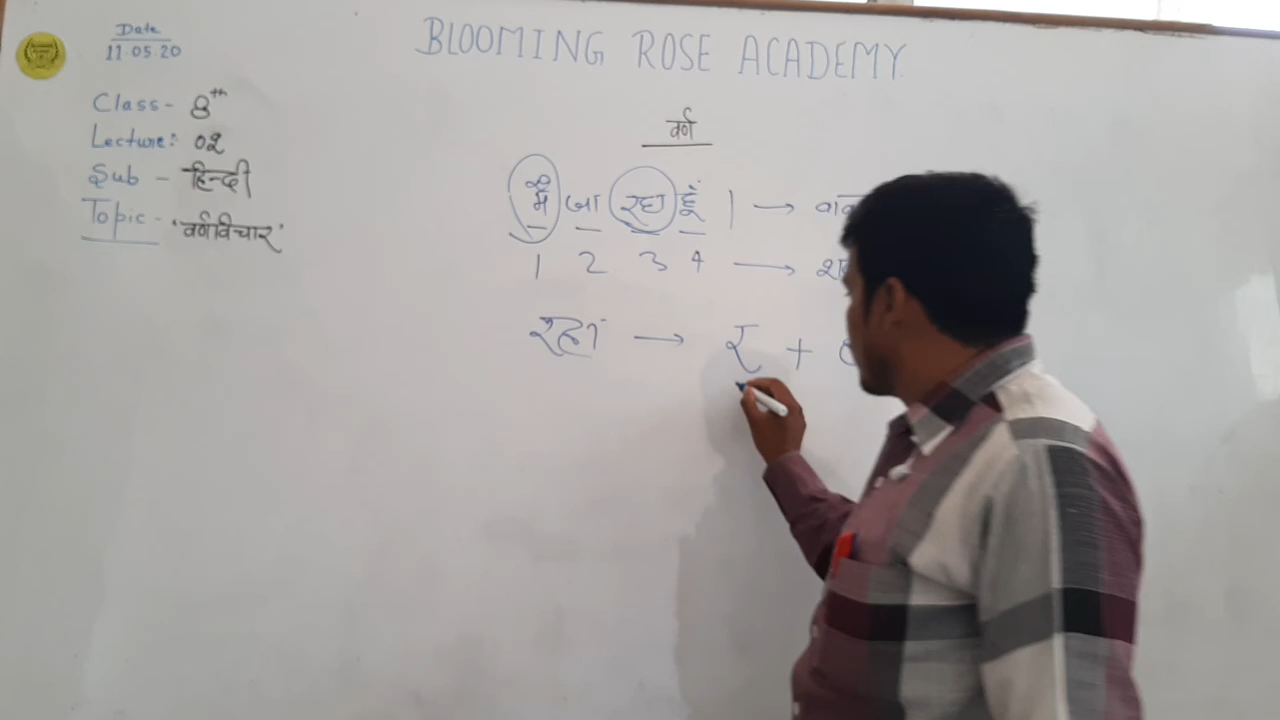 Date
11.05.20
BLOOMING ROSE ACADEMY.
Class- 8th
Lecture: 02
Sub - हिन्दी
Topic - 'वर्णविचार'
वर्ण
मैं जा रहा हूँ | →
1 2 3 4 →
रहा → र +